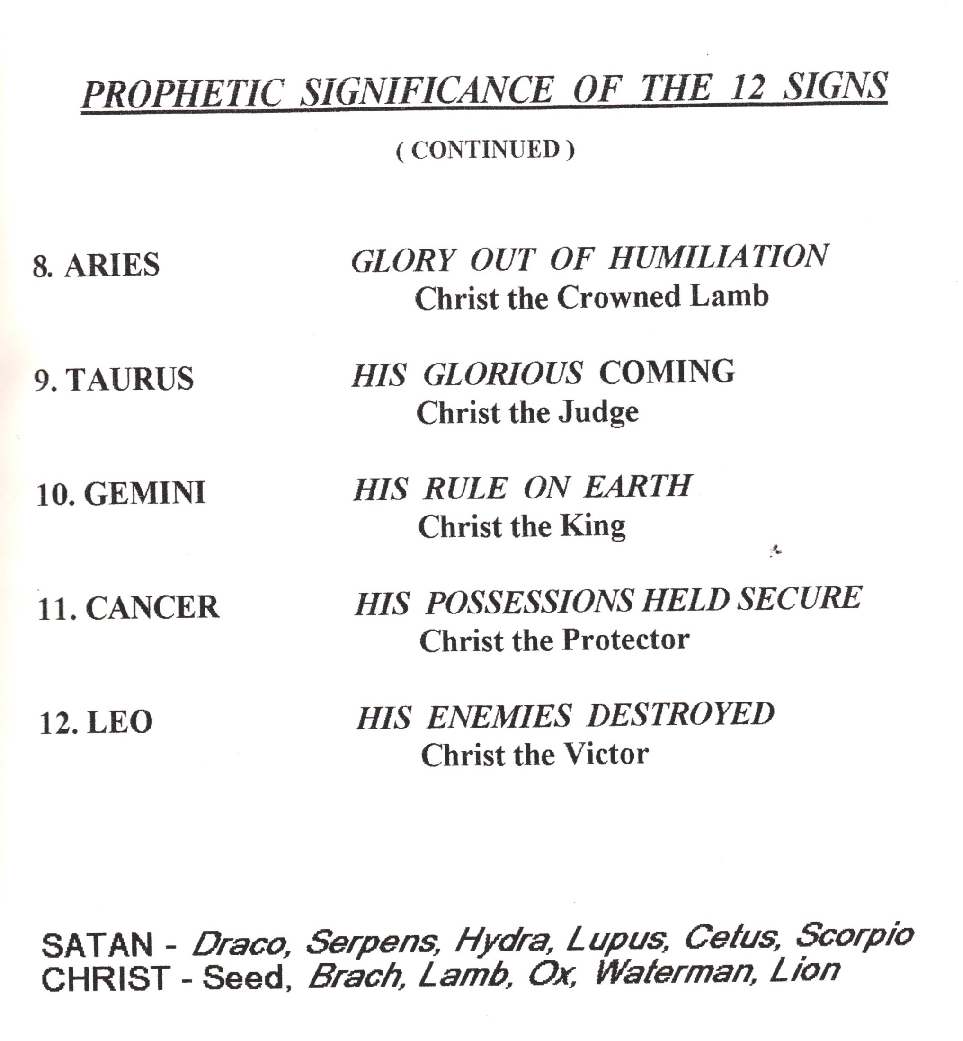 PROPHETIC SIGNIFICANCE OF THE 12 SIGNS
( CONTINUED )
8. ARIES GLORY OUT OF HUMILIATION
Christ the Crowned Lamb
9. TAURUS HIS GLORIOUS COMING
Christ the Judge
10. GEMINI HIS RULE ON EARTH
Christ the King
11. CANCER HIS POSSESSIONS HELD SECURE
Christ the Protector
12. LEO HIS ENEMIES DESTROYED
Christ the Victor
SATAN - Draco, Serpens, Hydra, Lupus, Cetus, Scorpio
CHRIST - Seed, Brach, Lamb, Ox, Waterman, Lion